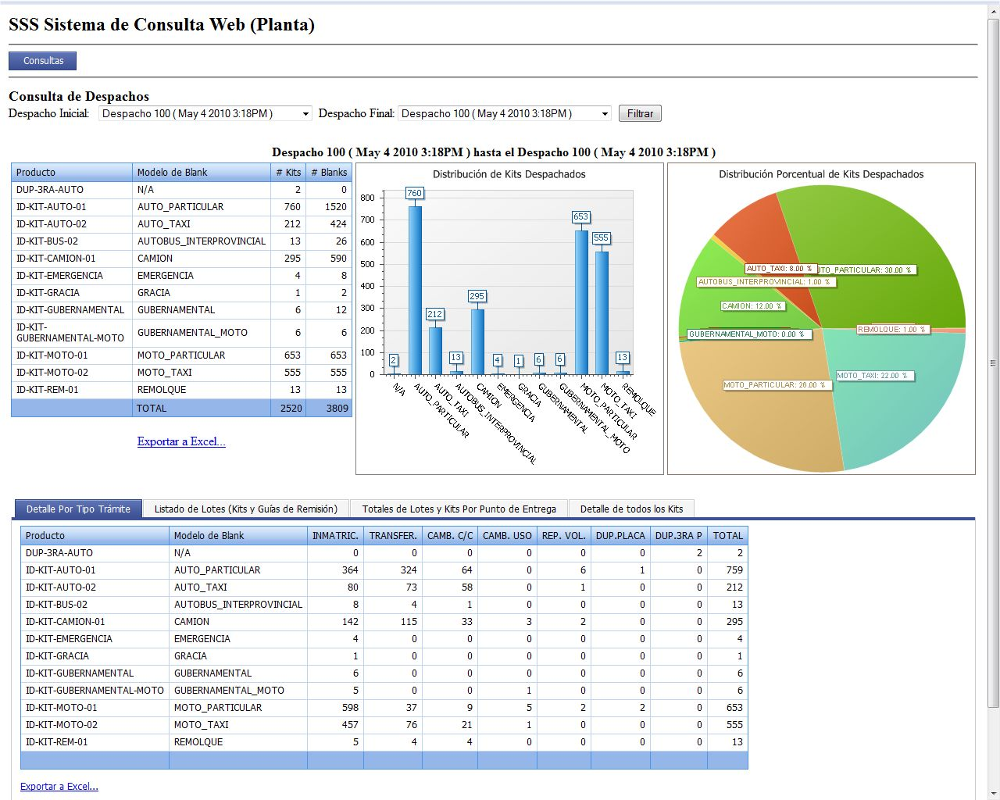 SSS Sistema de Consulta Web (Planta)
Consultas
Consulta de Despachos
Despacho Inicial: Despacho 100 ( May 4 2010 3:18PM ) Despacho Final: Despacho 100 ( May 4 2010 3:18PM ) Filtrar
Despacho 100 ( May 4 2010 3:18PM ) hasta el Despacho 100 ( May 4 2010 3:18PM )
Producto Modelo de Blank # Kits # Blanks
DUP-3RA-AUTO N/A 2 0
ID-KIT-AUTO-01 AUTO_PARTICULAR 760 1520
ID-KIT-AUTO-02 AUTO_TAXI 212 424
ID-KIT-BUS-02 AUTOBUS_INTERPROVINCIAL 13 26
ID-KIT-CAMION-01 CAMION 295 590
ID-KIT-EMERGENCIA EMERGENCIA 4 8
ID-KIT-GRACIA GRACIA 1 2
ID-KIT-GUBERNAMENTAL GUBERNAMENTAL 6 12
ID-KIT-
GUBERNAMENTAL-MOTO GUBERNAMENTAL_MOTO 6 6
ID-KIT-MOTO-01 MOTO_PARTICULAR 653 653
ID-KIT-MOTO-02 MOTO_TAXI 555 555
ID-KIT-REM-01 REMOLQUE 13 13
TOTAL 2520 3809
Exportar a Excel...
Distribución de Kits Despachados
800
700
600
500
400
300
200
100
0
2 760 212 13 295 4 1 6 6 653 555 13
N/A
AUTO_PARTICULAR
AUTO_TAXI
AUTOBUS_INTERPROVINCIAL
CAMION
EMERGENCIA
GRACIA
GUBERNAMENTAL
GUBERNAMENTAL_MOTO
MOTO_PARTICULAR
MOTO_TAXI
REMOLQUE
Distribución Porcentual de Kits Despachados
AUTO_TAXI: 8.00 % UTO_PARTICULAR: 30.00 %
AUTOBUS_INTERPROVINCIAL: 1.00 %
CAMION: 12.00 %
GUBERNAMENTAL_MOTO: 0.00 % REMOLQUE: 1.00 %
MOTO_TAXI: 22.00 %
MOTO_PARTICULAR: 26.00 %
Detalle Por Tipo Trámite Listado de Lotes (Kits y Guías de Remisión) Totales de Lotes y Kits Por Punto de Entrega Detalle de todos los Kits
Producto Modelo de Blank INMATRIC. TRANSFER. CAMB. C/C CAMB. USO REP. VOL. DUP.PLACA DUP.3RA P TOTAL
DUP-3RA-AUTO N/A 0 0 0 0 0 0 2 2
ID-KIT-AUTO-01 AUTO_PARTICULAR 364 324 64 0 6 1 0 759
ID-KIT-AUTO-02 AUTO_TAXI 80 73 58 0 1 0 0 212
ID-KIT-BUS-02 AUTOBUS_INTERPROVINCIAL 8 4 1 0 0 0 0 13
ID-KIT-CAMION-01 CAMION 142 115 33 3 2 0 0 295
ID-KIT-EMERGENCIA EMERGENCIA 4 0 0 0 0 0 0 4
ID-KIT-GRACIA GRACIA 1 0 0 0 0 0 0 1
ID-KIT-GUBERNAMENTAL GUBERNAMENTAL 6 0 0 0 0 0 0 6
ID-KIT-GUBERNAMENTAL-MOTO GUBERNAMENTAL_MOTO 5 0 0 1 0 0 0 6
ID-KIT-MOTO-01 MOTO_PARTICULAR 598 37 9 5 2 2 0 653
ID-KIT-MOTO-02 MOTO_TAXI 457 76 21 1 0 0 0 555
ID-KIT-REM-01 REMOLQUE 5 4 4 0 0 0 0 13
Exportar a Excel...